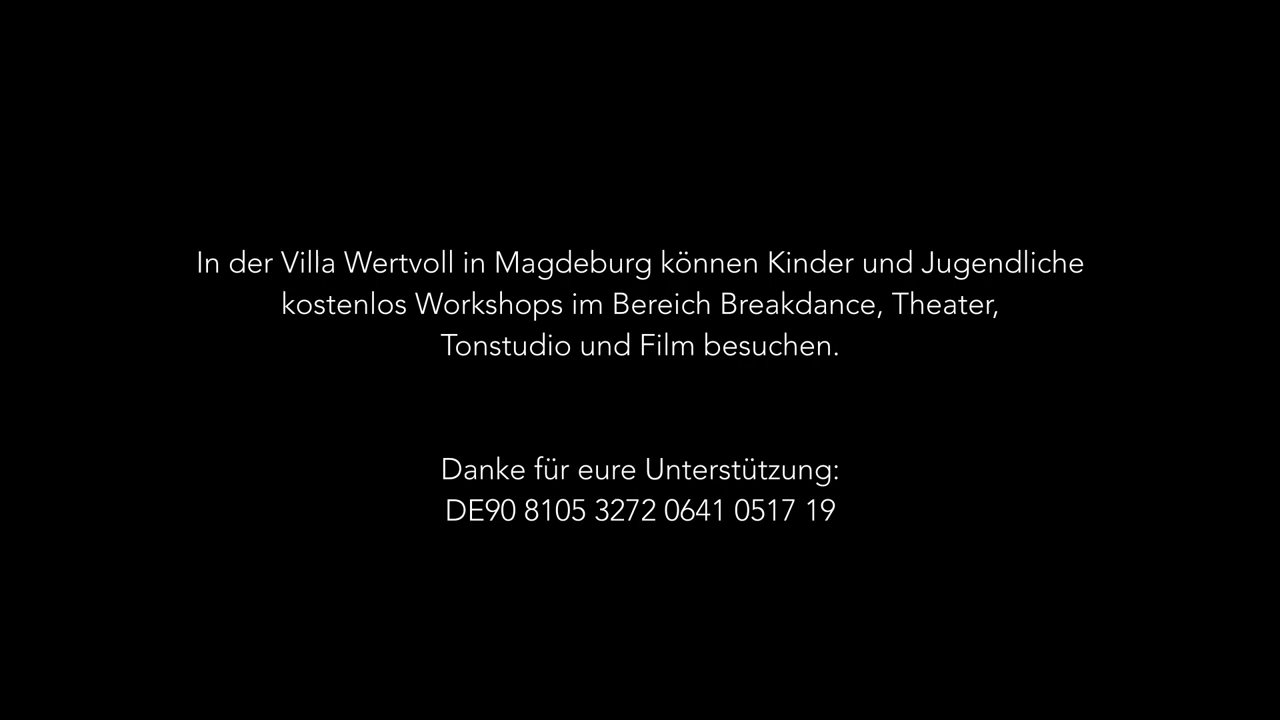 In der Villa Wertvoll in Magdeburg können Kinder und Jugendliche
kostenlos Workshops im Bereich Breakdance, Theater,
Tonstudio und Film besuchen.
Danke für eure Unterstützung:
DE90 8105 3272 0641 0517 19